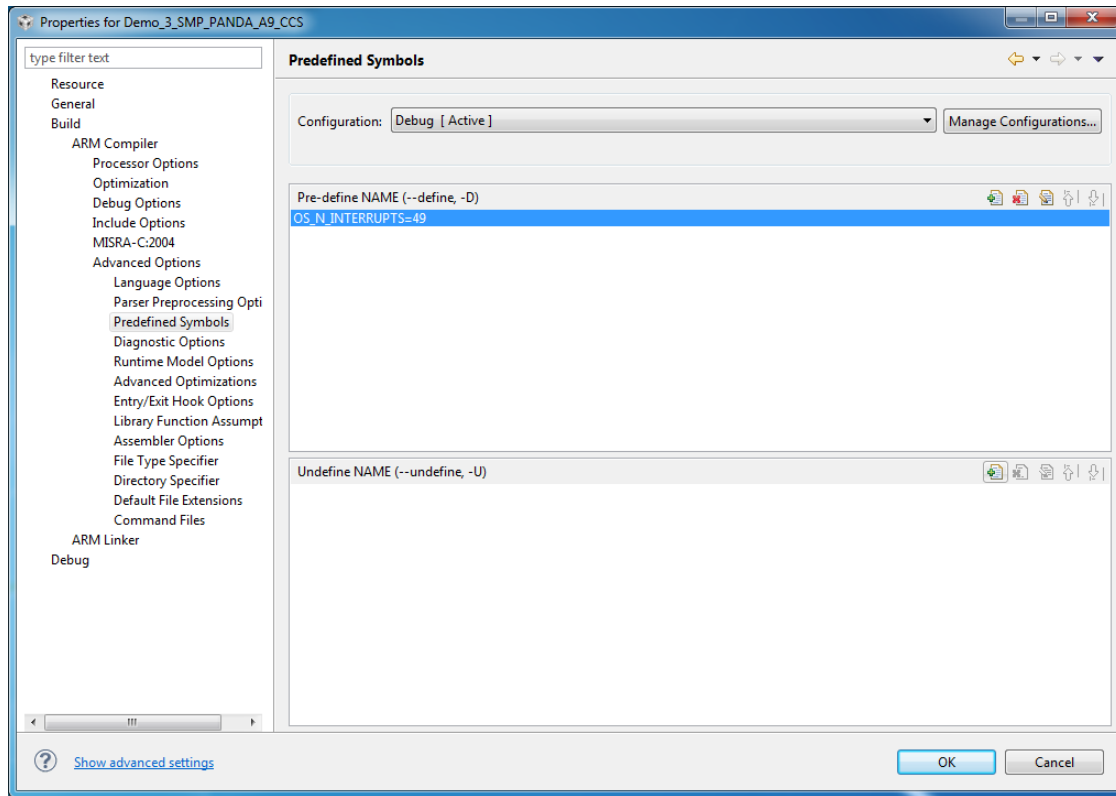 Properties for Demo_3_SMP_PANDA_A9_CCS
type filter text
Resource
General
Build
ARM Compiler
Processor Options
Optimization
Debug Options
Include Options
MISRA-C:2004
Advanced Options
Language Options
Parser Preprocessing Opti
Predefined Symbols
Diagnostic Options
Runtime Model Options
Advanced Optimizations
Entry/Exit Hook Options
Library Function Assumpt
Assembler Options
File Type Specifier
Directory Specifier
Default File Extensions
Command Files
ARM Linker
Debug
Predefined Symbols
Configuration: Debug [ Active ] Manage Configurations...
Pre-define NAME (--define, -D)
OS_N_INTERRUPTS=49
Undefine NAME (--undefine, -U)
Show advanced settings
OK Cancel